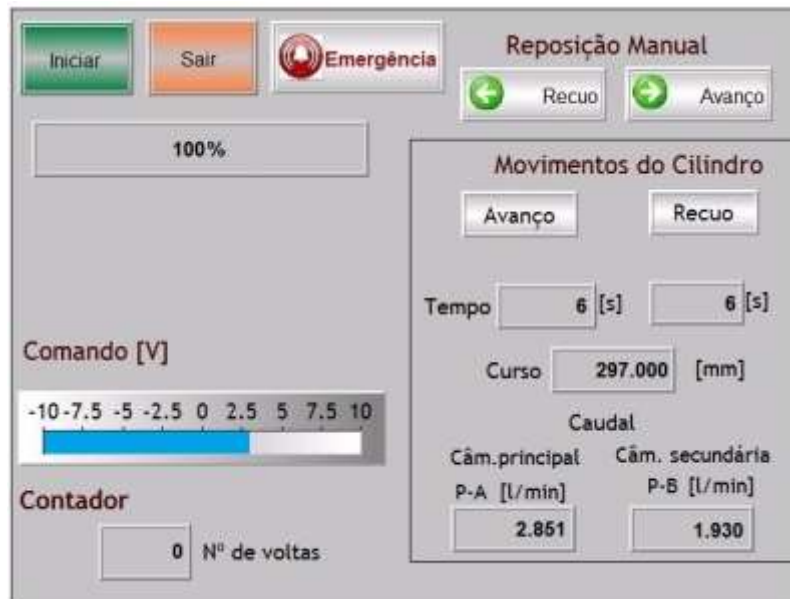 Iniciar
Sair
Emergência
Reposição Manual
Recuo
Avanço
100%
Movimentos do Cilindro
Avanço
Recuo
Tempo 6 [s] 6 [s]
Curso 297.000 [mm]
Comando [V]
-10 -7.5 -5 -2.5 0 2.5 5 7.5 10
Caudal
Câm.principal
Câm. secundária
P-A [l/min]
P-B [l/min]
2.851
1.930
Contador
0 Nº de voltas